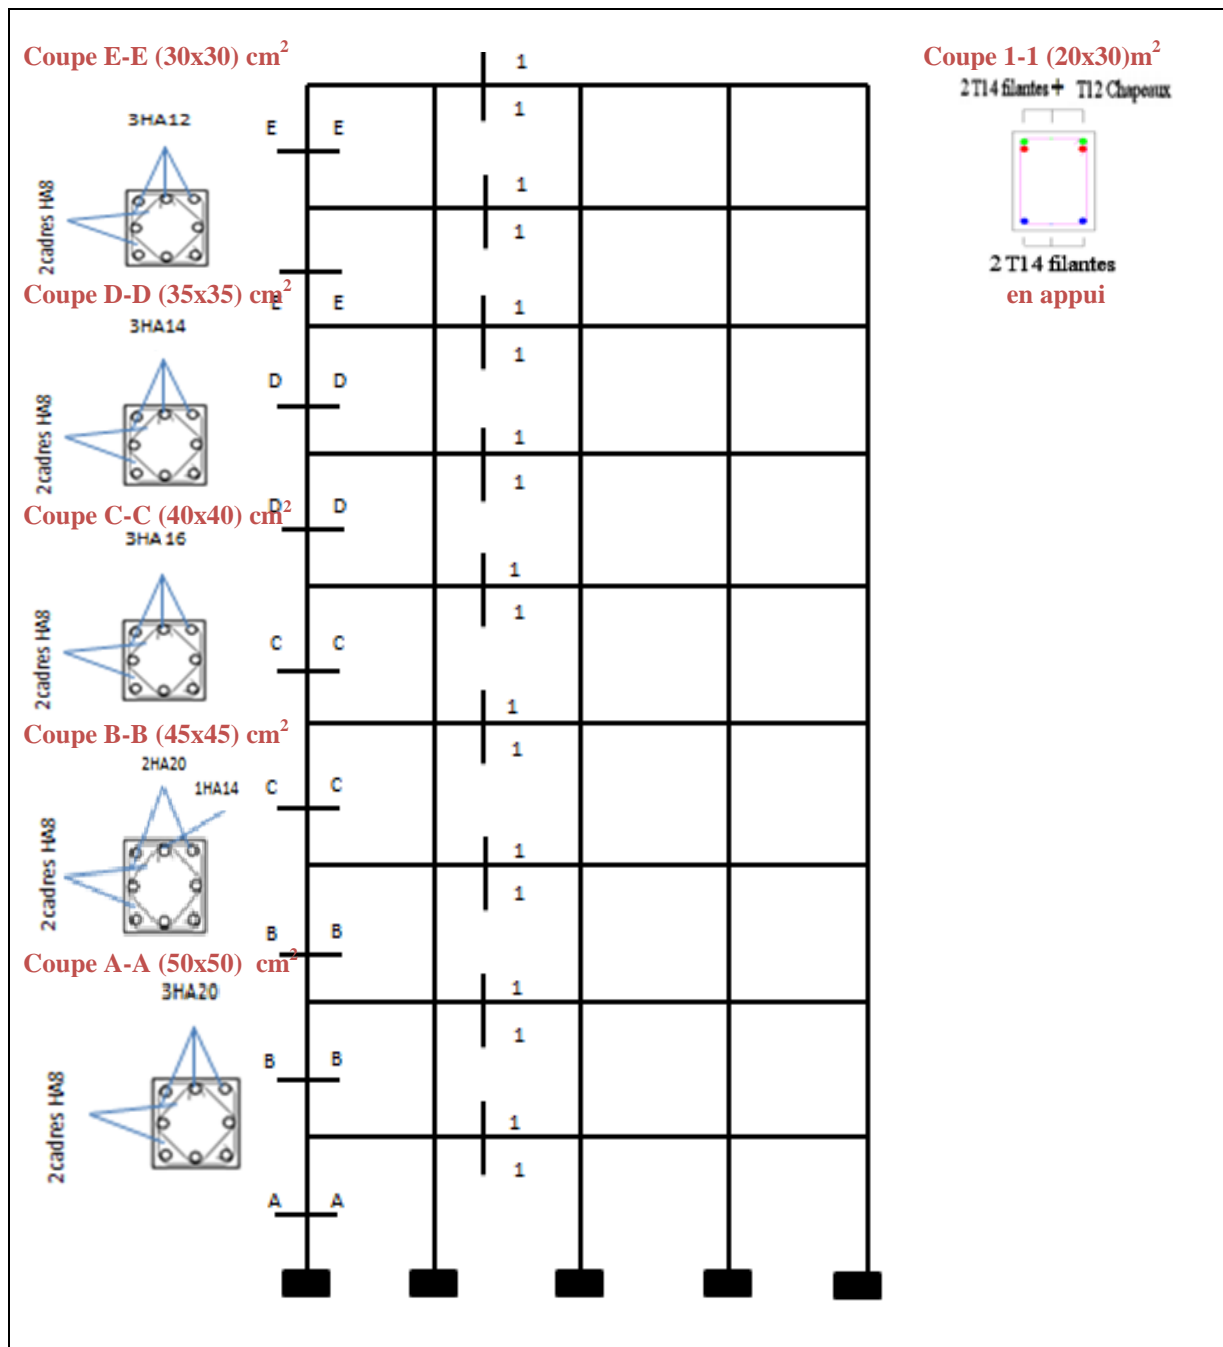 Coupe E-E (30x30) cm²
3HA12
2cadres HA8
Coupe D-D (35x35) cm²
3HA14
2cadres HA8
Coupe C-C (40x40) cm²
3HA 16
2cadres HA8
Coupe B-B (45x45) cm²
2HA20
1HA14
2cadres HA8
Coupe A-A (50x50) cm²
3HA20
2cadres HA8
1
1
E E
1
1
E E
1
1
D D
1
1
D D
1
1
C C
1
1
C C
1
1
B B
1
1
B B
1
1
A A
Coupe 1-1 (20x30)m²
2T14 filantes+ T12 Chapeaux
2 T14 filantes
en appui